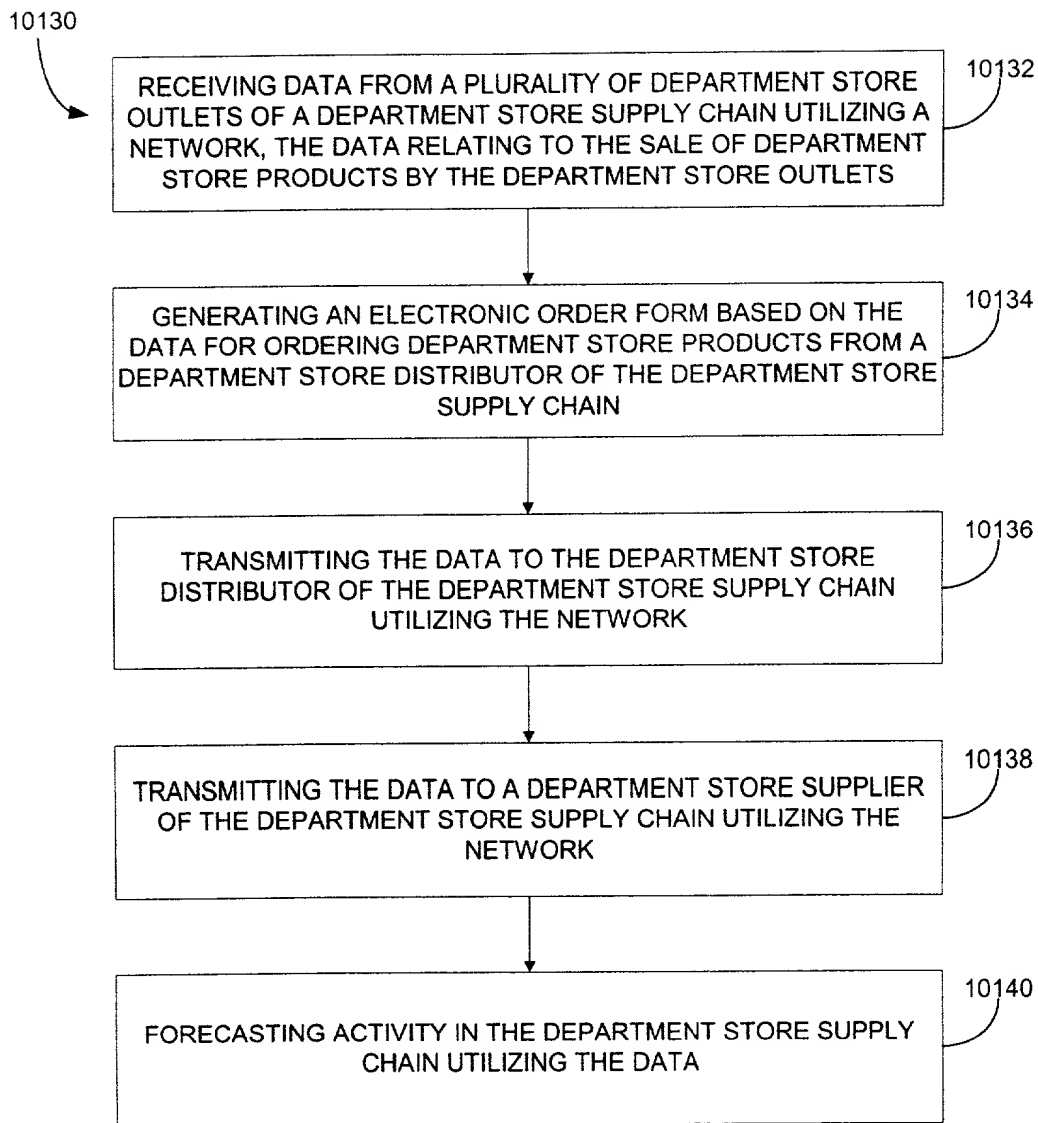 10130
10132
RECEIVING DATA FROM A PLURALITY OF DEPARTMENT STORE
OUTLETS OF A DEPARTMENT STORE SUPPLY CHAIN UTILIZING A
NETWORK, THE DATA RELATING TO THE SALE OF DEPARTMENT
STORE PRODUCTS BY THE DEPARTMENT STORE OUTLETS
10134
GENERATING AN ELECTRONIC ORDER FORM BASED ON THE
DATA FOR ORDERING DEPARTMENT STORE PRODUCTS FROM A
DEPARTMENT STORE DISTRIBUTOR OF THE DEPARTMENT STORE
SUPPLY CHAIN
10136
TRANSMITTING THE DATA TO THE DEPARTMENT STORE
DISTRIBUTOR OF THE DEPARTMENT STORE SUPPLY CHAIN
UTILIZING THE NETWORK
10138
TRANSMITTING THE DATA TO A DEPARTMENT STORE SUPPLIER
OF THE DEPARTMENT STORE SUPPLY CHAIN UTILIZING THE
NETWORK
10140
FORECASTING ACTIVITY IN THE DEPARTMENT STORE SUPPLY
CHAIN UTILIZING THE DATA